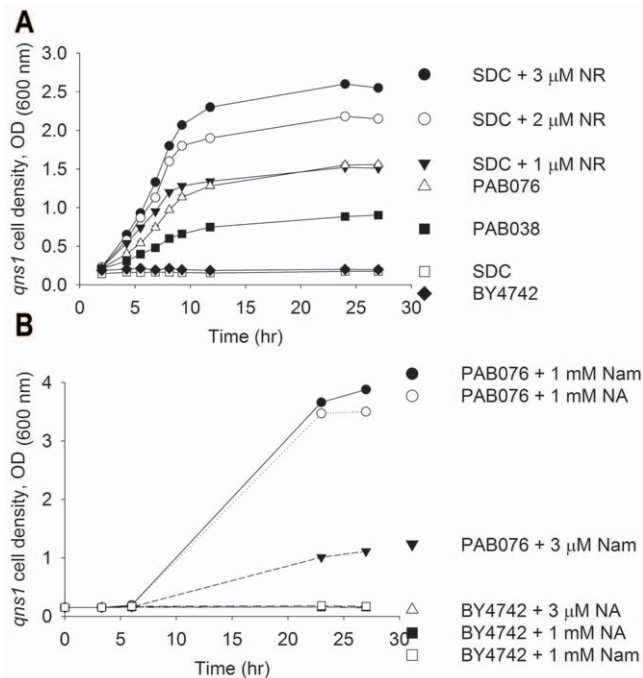 A
qns1 cell density, OD (600 nm)
3.0
2.5
2.0
1.5
1.0
0.5
0.0
0 5 10 15 20 25 30
Time (hr)
SDC + 3 μM NR
SDC + 2 μM NR
SDC + 1 μM NR
PAB076
PAB038
SDC
BY4742
B
qns1 cell density, OD (600 nm)
4
3
2
1
0
0 5 10 15 20 25 30
Time (hr)
PAB076 + 1 mM Nam
PAB076 + 1 mM NA
PAB076 + 3 μM Nam
BY4742 + 3 μM NA
BY4742 + 1 mM NA
BY4742 + 1 mM Nam